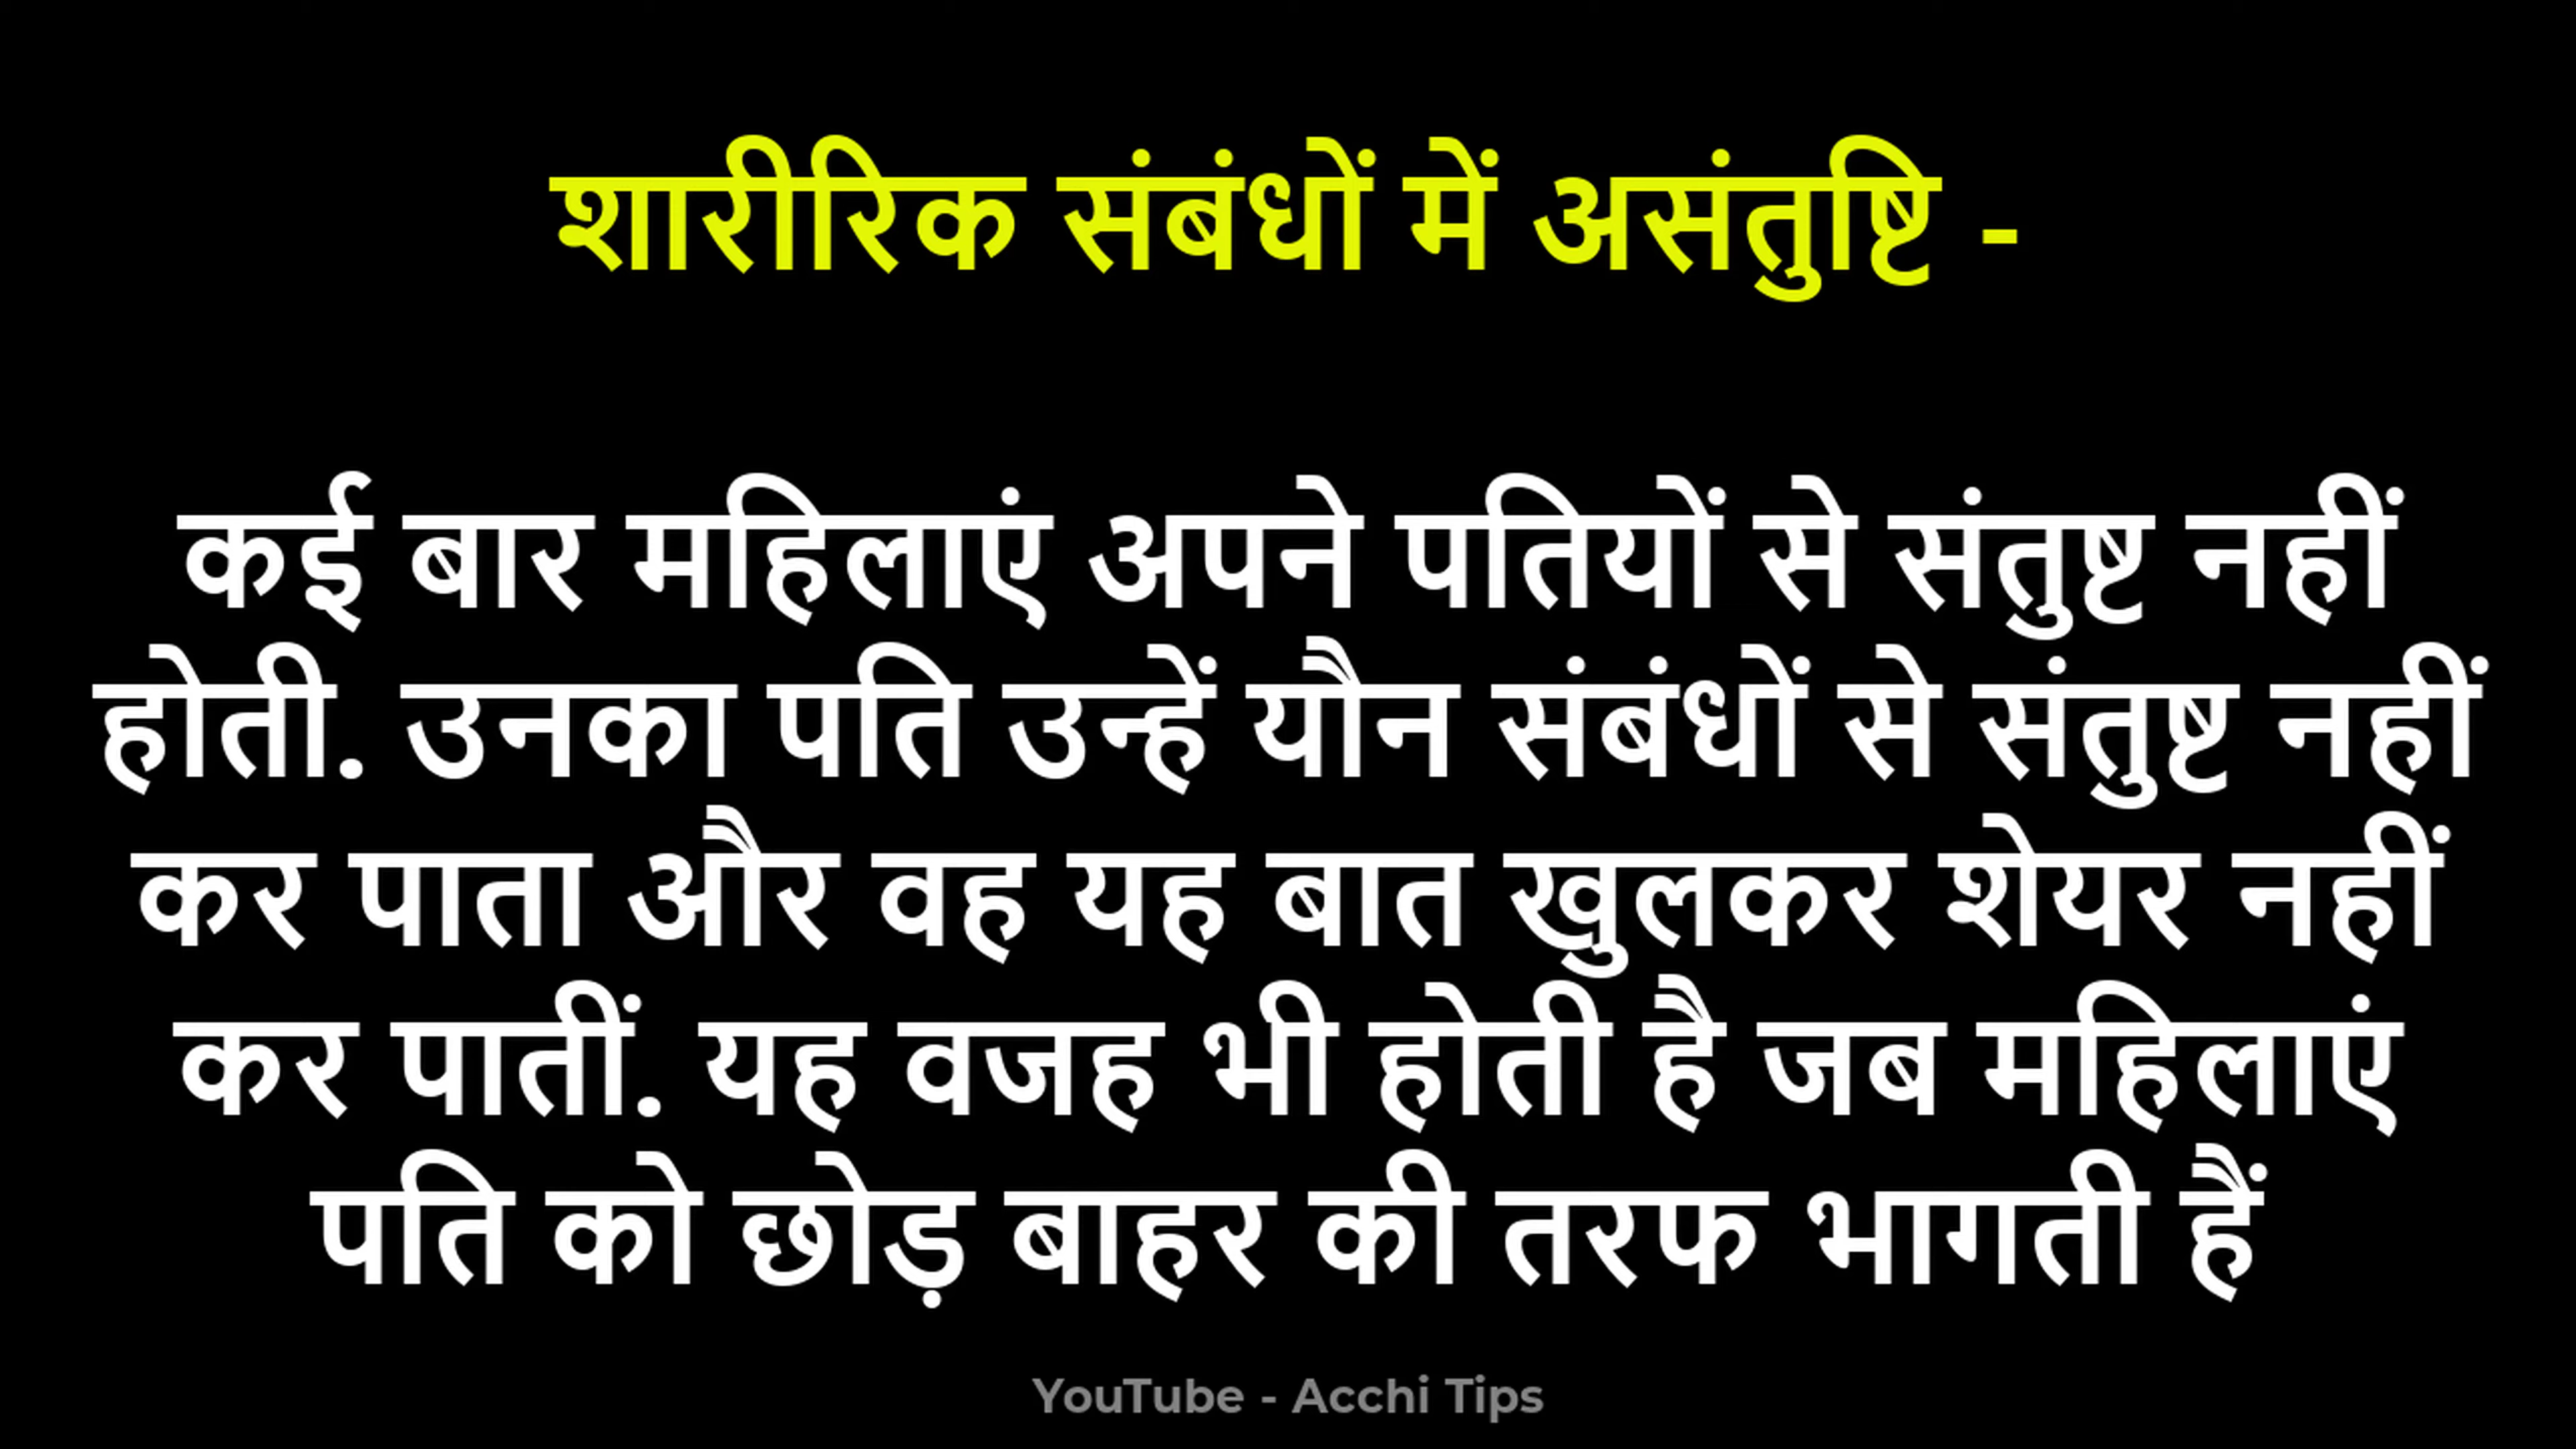 शारीरिक संबंधों में असंतुष्टि -
कई बार महिलाएं अपने पतियों से संतुष्ट नहीं
होती. उनका पति उन्हें यौन संबंधों से संतुष्ट नहीं
कर पाता और वह यह बात खुलकर शेयर नहीं
कर पातीं. यह वजह भी होती है जब महिलाएं
पति को छोड़ बाहर की तरफ भागती हैं
YouTube - Acchi Tips